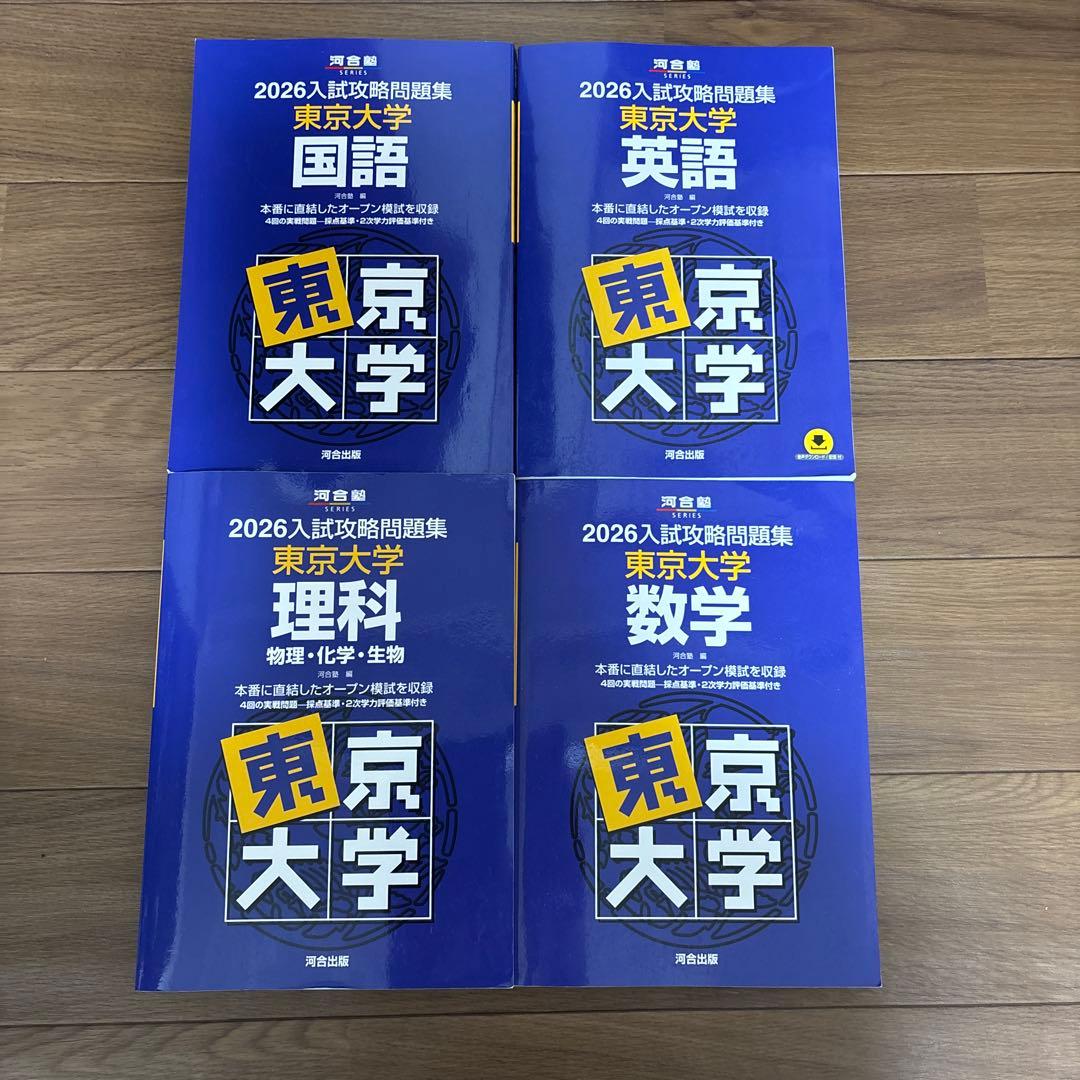 河合塾
SERIES
2026入試攻略問題集
東京大学
国語
河合塾 編
本番に直結したオープン模試を収録
4回の実戦問題—採点基準・2次学力評価基準付き
東京
大学
河合出版
河合塾
SERIES
2026入試攻略問題集
東京大学
英語
河合塾 編
本番に直結したオープン模試を収録
4回の実戦問題—採点基準・2次学力評価基準付き
東京
大学
音声ダウンロード/配信 付
河合出版
河合塾
SERIES
2026入試攻略問題集
東京大学
理科
物理・化学・生物
河合塾 編
本番に直結したオープン模試を収録
4回の実戦問題—採点基準・2次学力評価基準付き
東京
大学
河合出版
河合塾
SERIES
2026入試攻略問題集
東京大学
数学
河合塾 編
本番に直結したオープン模試を収録
4回の実戦問題—採点基準・2次学力評価基準付き
東京
大学
河合出版